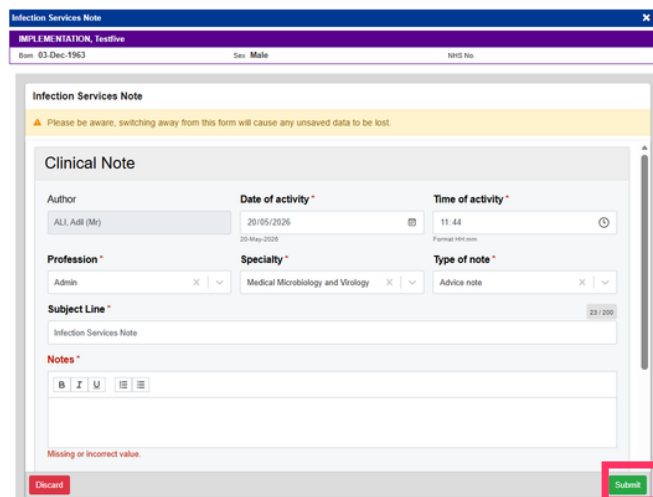 Infection Services Note
IMPLEMENTATION, Testfive
Born 03-Dec-1963 Sex Male NHS No.
Infection Services Note
Please be aware, switching away from this form will cause any unsaved data to be lost.
Clinical Note
Author Date of activity * Time of activity *
ALI, Adil (Mr) 20/05/2026 11:44
20-May-2026 Format HH:mm
Profession * Specialty * Type of note *
Admin Medical Microbiology and Virology Advice note
Subject Line * 23 / 200
Infection Services Note
Notes *
B I U
Missing or incorrect value.
Discard Submit